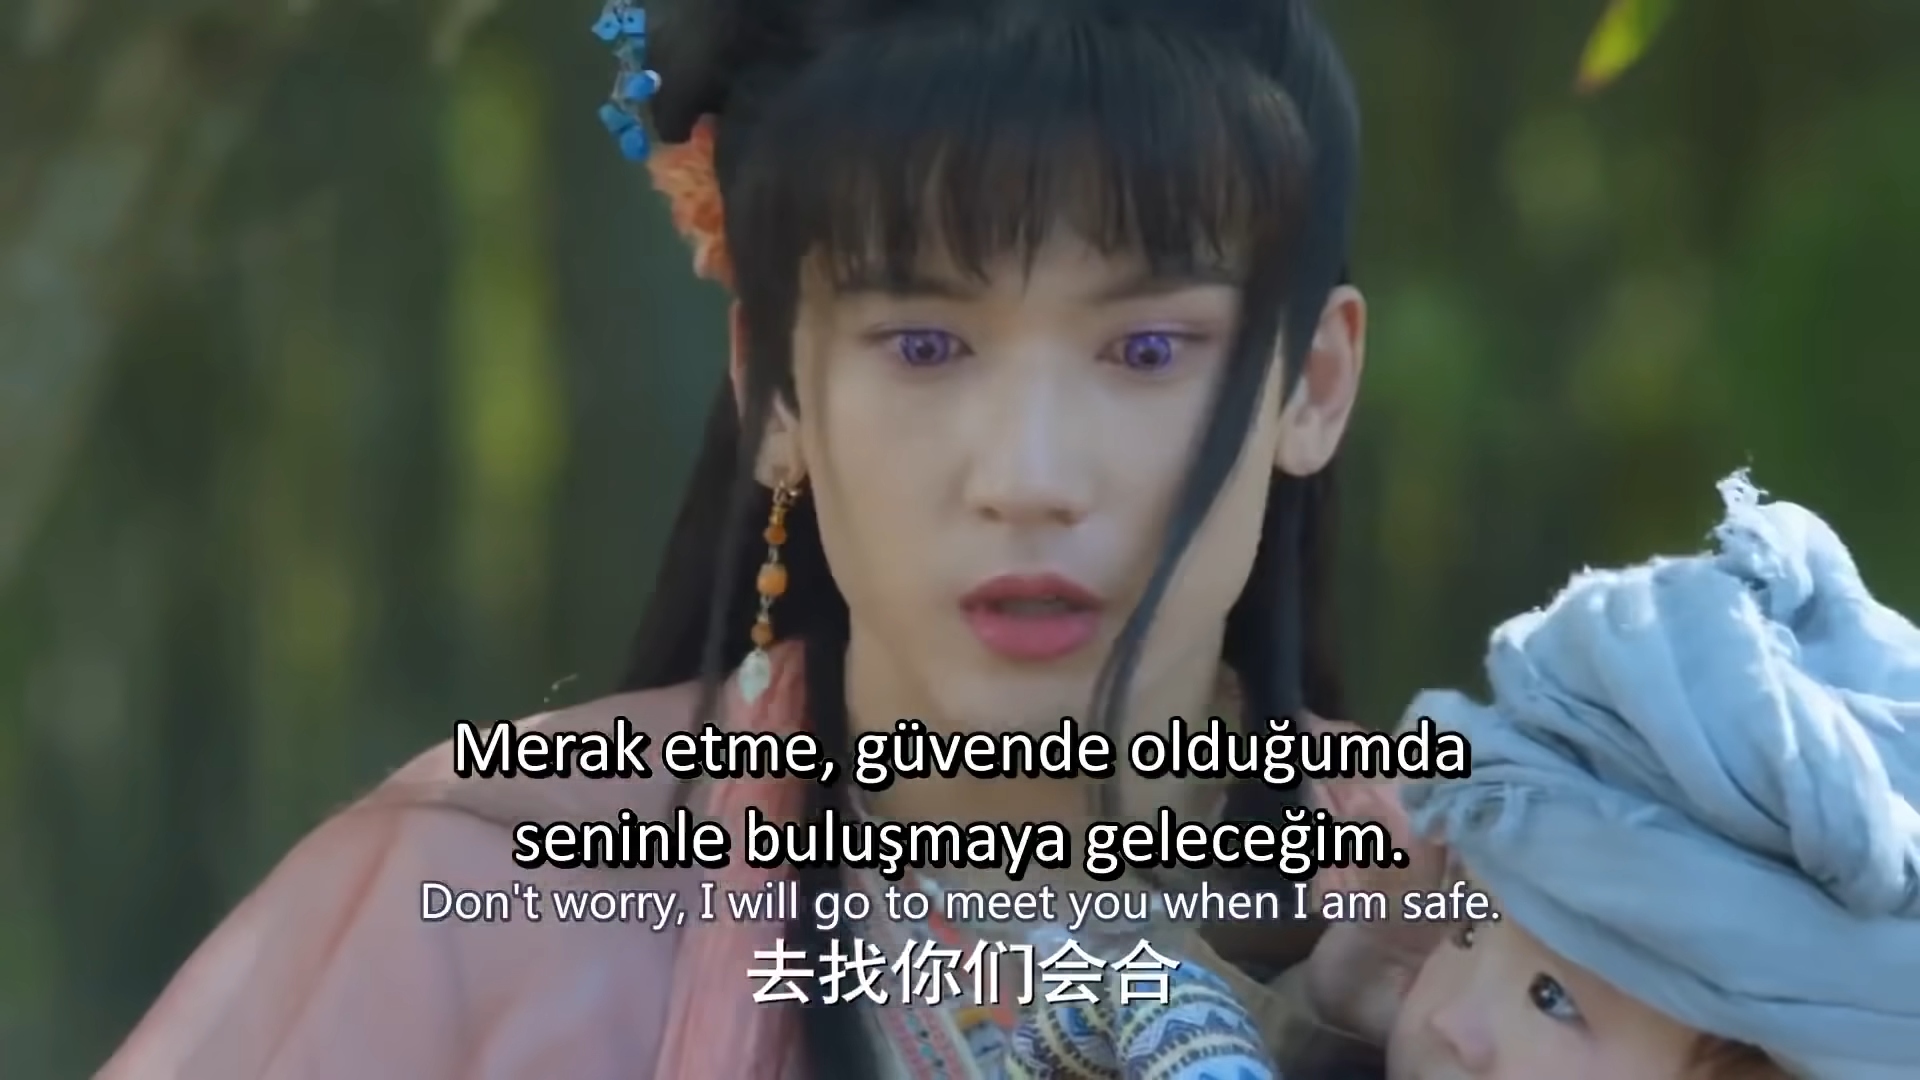 Merak etme, güvende olduğumda
seninle buluşmaya geleceğim.
Don't worry, I will go to meet you when I am safe.
去找你们会合